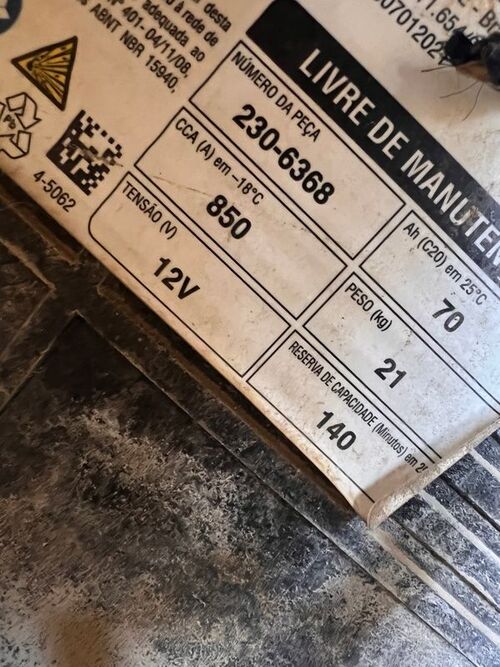 desta
à rede de
adequada ao
Nº 401-04/11/08.
ABNT NBR 15940.
Pb
4-5062
LIVRE DE
NÚMERO DA PEÇA
230-6368
CCA (A) em –18°C
850
TENSÃO (V)
12V
Ah (C20) em 25°C
70
PESO (kg)
21
RESERVA DE CAPACIDADE (Minutos) em
140